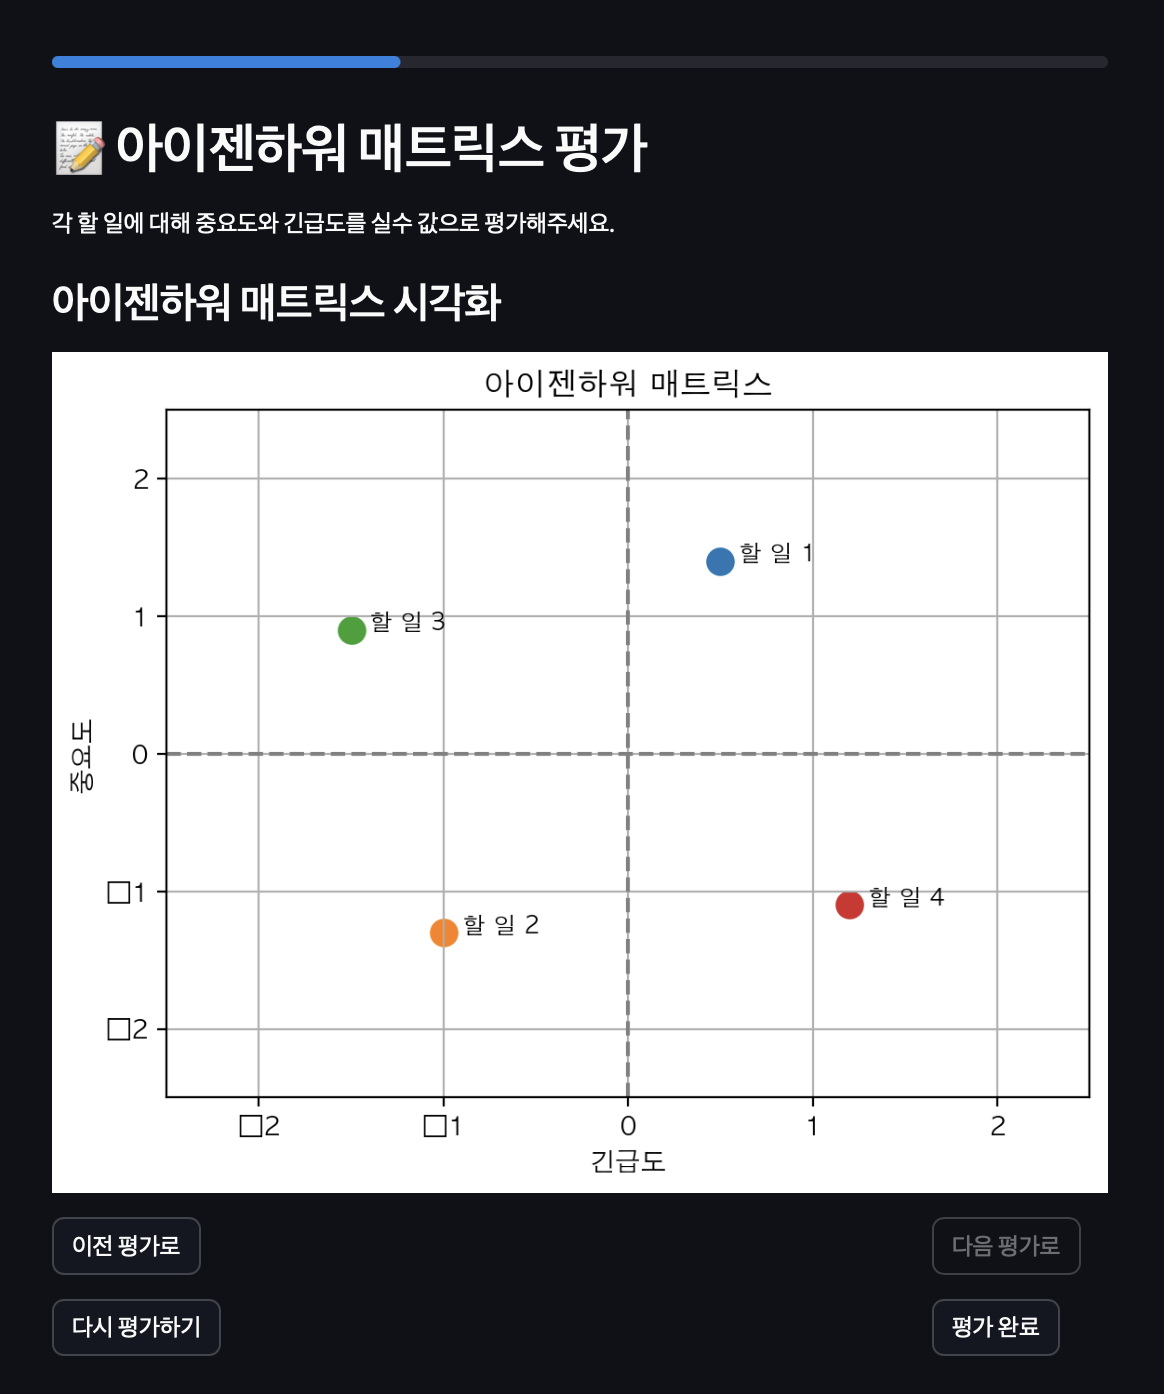 아이젠하워 매트릭스 평가
각 할 일에 대해 중요도와 긴급도를 실수 값으로 평가해주세요.
아이젠하워 매트릭스 시각화
아이젠하워 매트릭스
2
할 일 1
1
할 일 3
중요도
0
□1
할 일 4
할 일 2
□2
□2 □1 0 1 2
긴급도
이전 평가로 다음 평가로
다시 평가하기 평가 완료